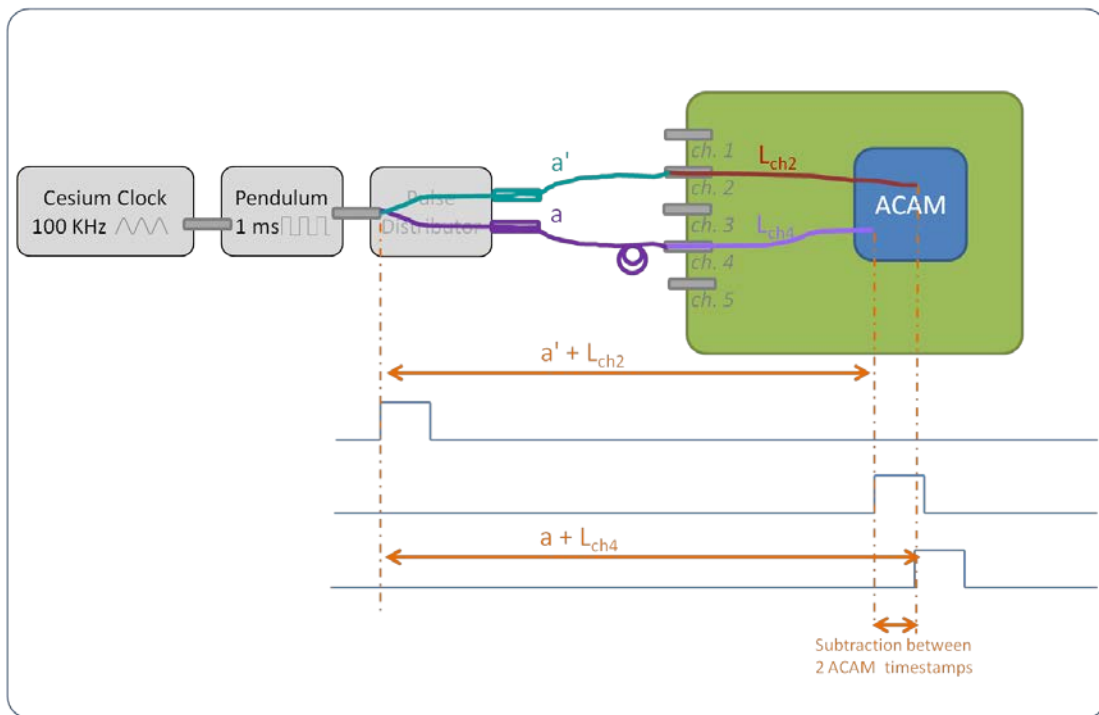 Cesium Clock
100 KHz
Pendulum
1 ms
Pulse
Distributor
a'
a
ch. 1
ch. 2
ch. 3
ch. 4
ch. 5
Lch2
Lch4
ACAM
a' + Lch2
a + Lch4
Subtraction between
2 ACAM timestamps